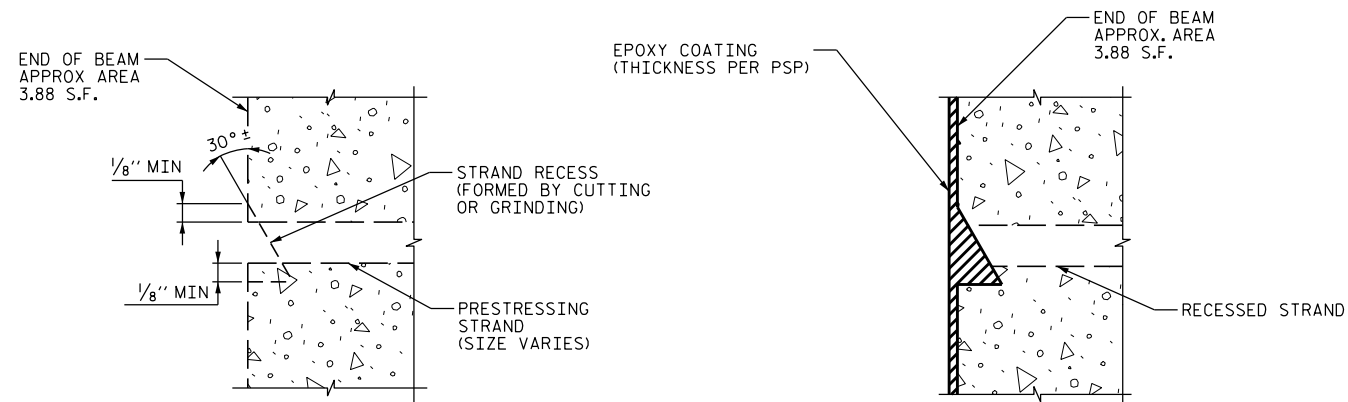 END OF BEAM
APPROX AREA
3.88 S.F.
30°±
1/8" MIN
STRAND RECESS
(FORMED BY CUTTING
OR GRINDING)
1/8" MIN
PRESTRESSING
STRAND
(SIZE VARIES)
EPOXY COATING
(THICKNESS PER PSP)
END OF BEAM
APPROX. AREA
3.88 S.F.
RECESSED STRAND